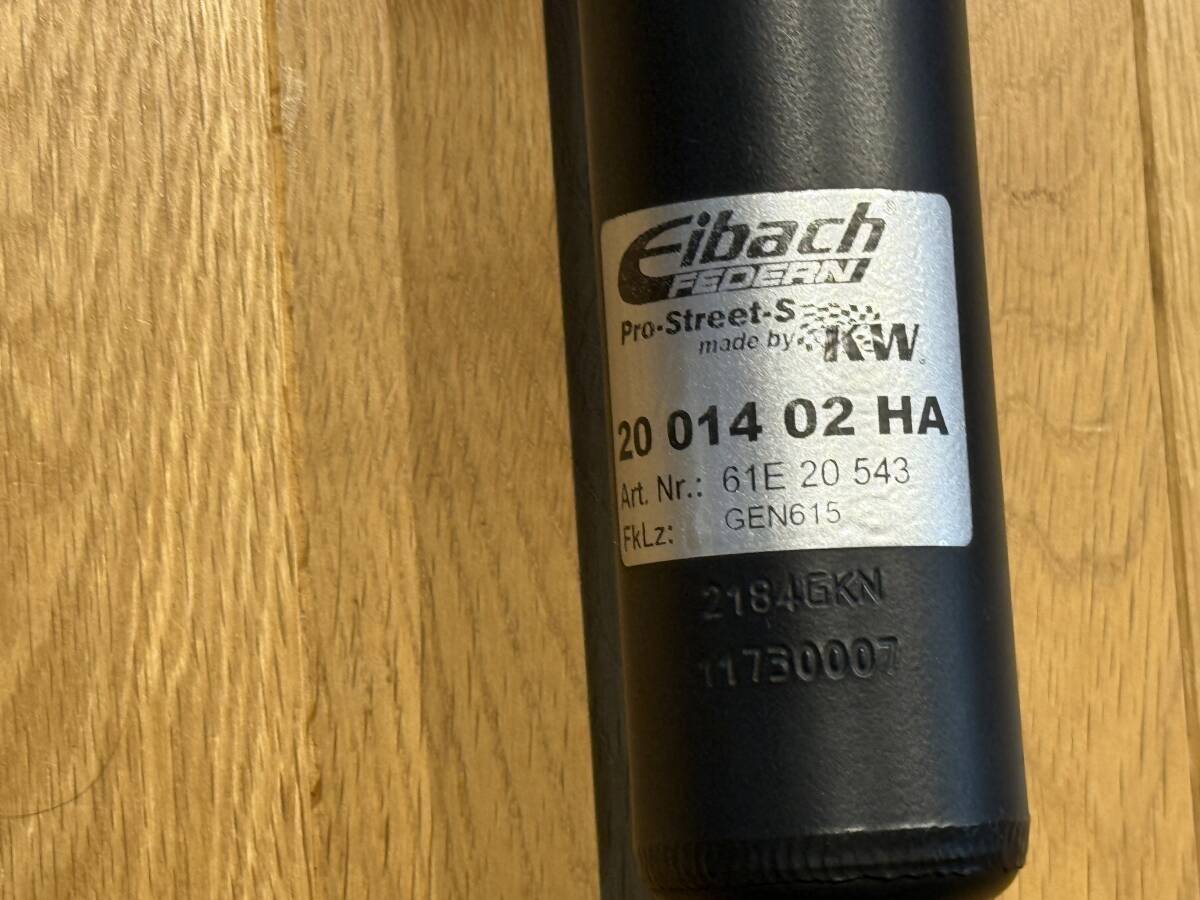 Eibach®
FEDERN
Pro-Street-S
made by KW®
20 014 02 HA
Art. Nr.: 61E 20 543
FkLz: GEN615
2184GKN
11730007